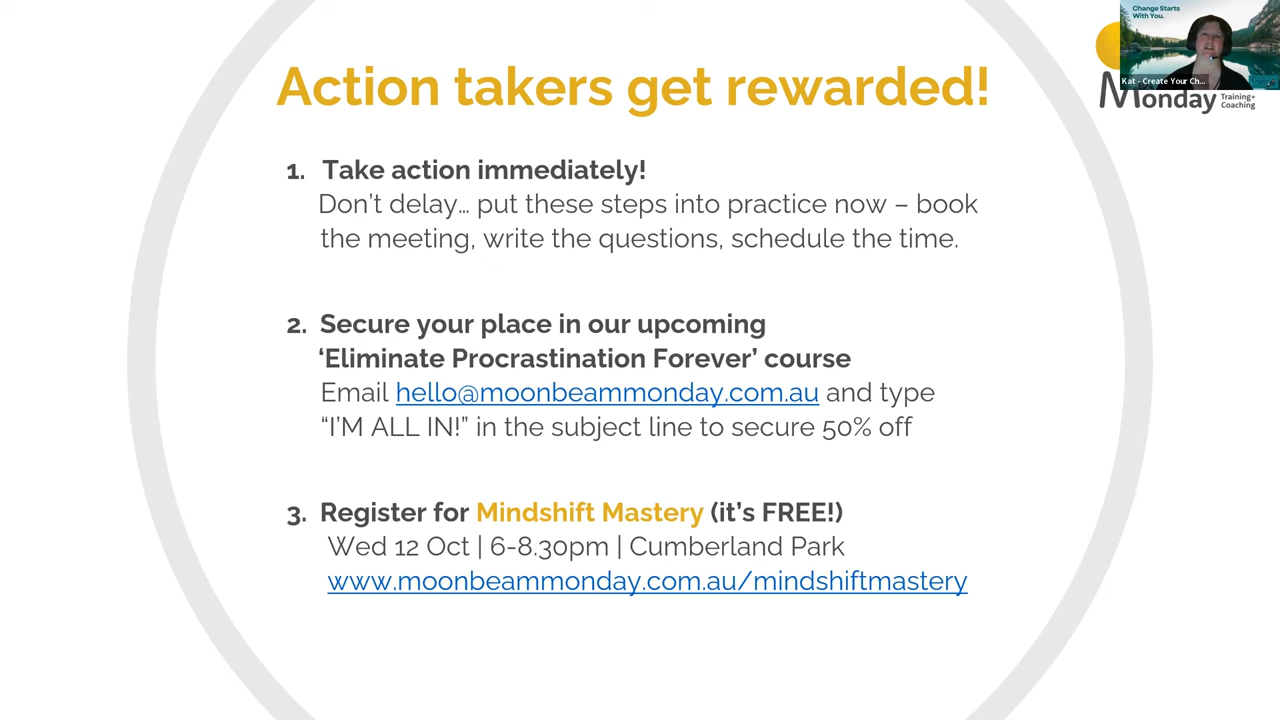 Action takers get rewarded!
Change Starts
With You.
Kat - Create Your Ch...
Monday Training+
Coaching
1. Take action immediately!
Don't delay… put these steps into practice now – book
the meeting, write the questions, schedule the time.
2. Secure your place in our upcoming
‘Eliminate Procrastination Forever’ course
Email hello@moonbeammonday.com.au and type
“I’M ALL IN!” in the subject line to secure 50% off
3. Register for Mindshift Mastery (it’s FREE!)
Wed 12 Oct | 6-8.30pm | Cumberland Park
www.moonbeammonday.com.au/mindshiftmastery